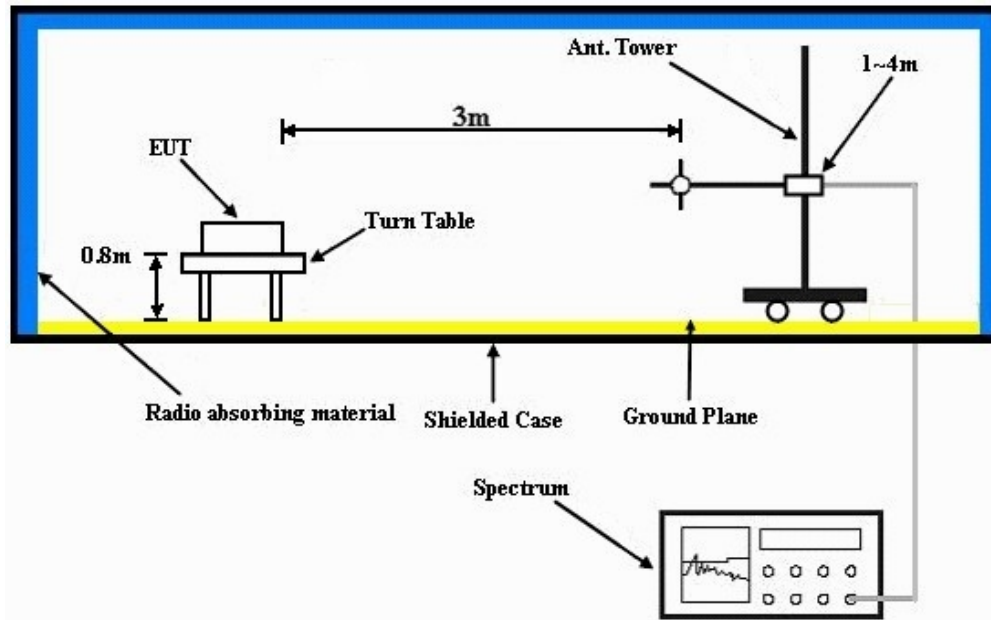 Ant. Tower
1~4m
3m
EUT
Turn Table
0.8m
Radio absorbing material
Shielded Case
Ground Plane
Spectrum